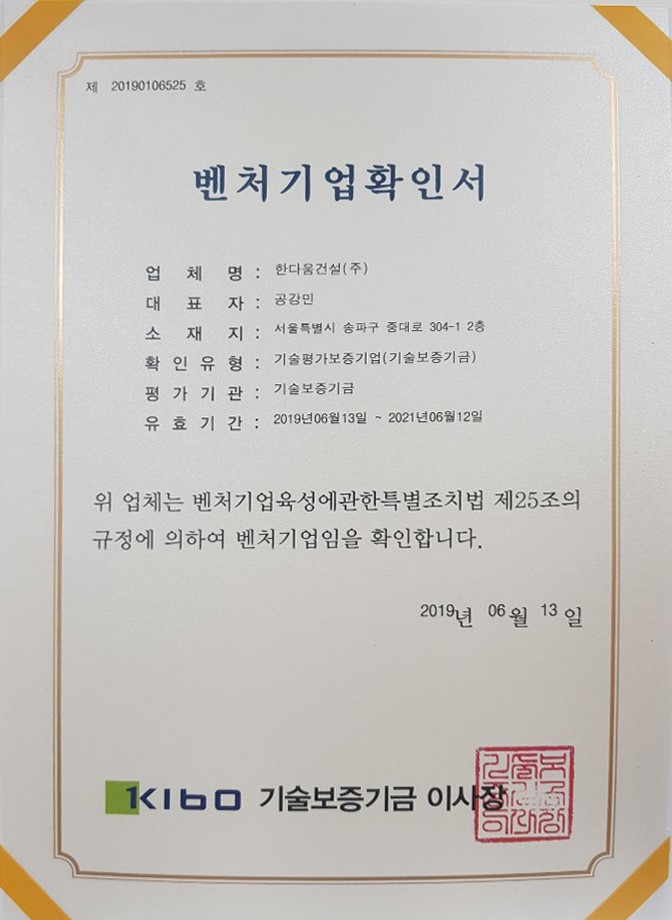 제 20190106525 호
벤처기업확인서
업 체 명 : 한다움건설(주)
대 표 자 : 공강민
소 재 지 : 서울특별시 송파구 중대로 304-1 2층
확 인 유 형 : 기술평가보증기업(기술보증기금)
평 가 기 관 : 기술보증기금
유 효 기 간 : 2019년06월13일 ~ 2021년06월12일
위 업체는 벤처기업육성에관한특별조치법 제25조의
규정에 의하여 벤처기업임을 확인합니다.
2019년 06월 13일
KIBO 기술보증기금 이사장